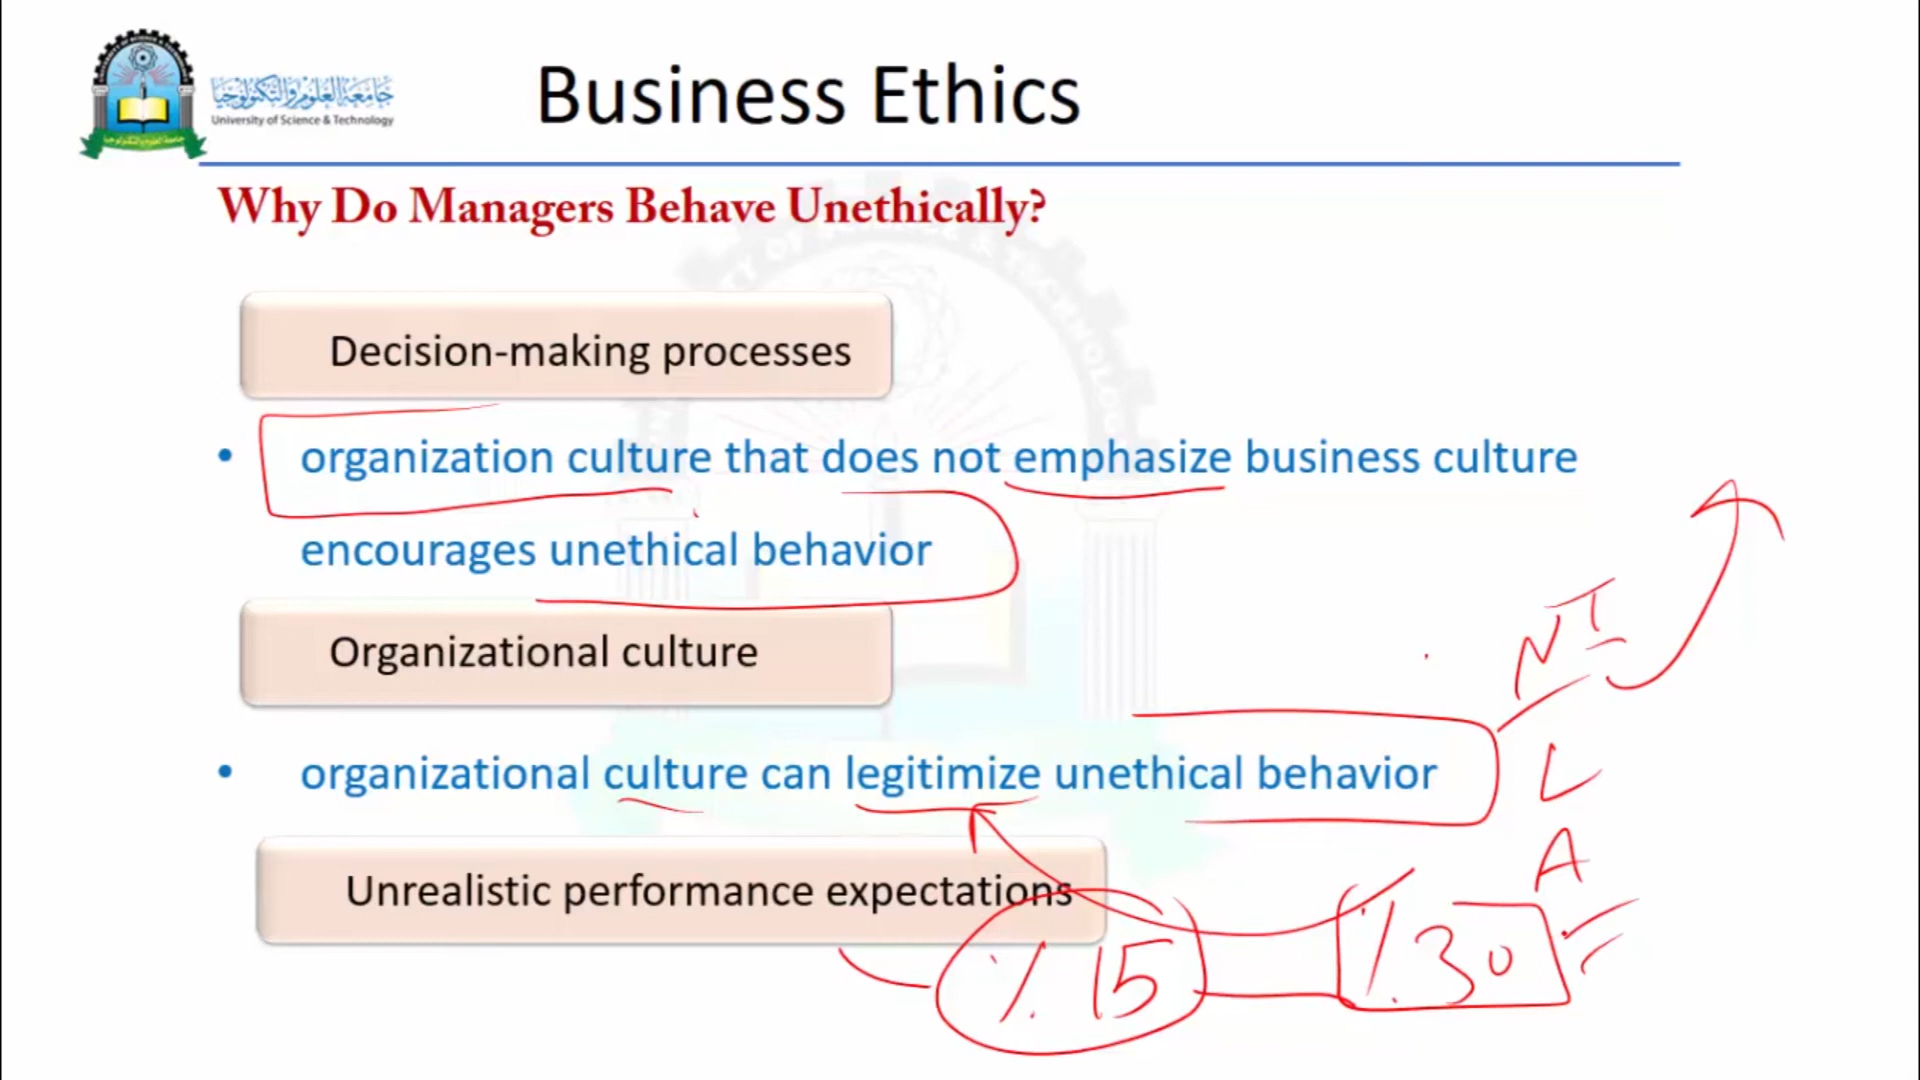 جامعة العلوم والتكنولوجيا
University of Science & Technology
Business Ethics
Why Do Managers Behave Unethically?
Decision-making processes
• organization culture that does not emphasize business culture
encourages unethical behavior
Organizational culture
• organizational culture can legitimize unethical behavior
Unrealistic performance expectations
NT
L
A
٪15
٪30